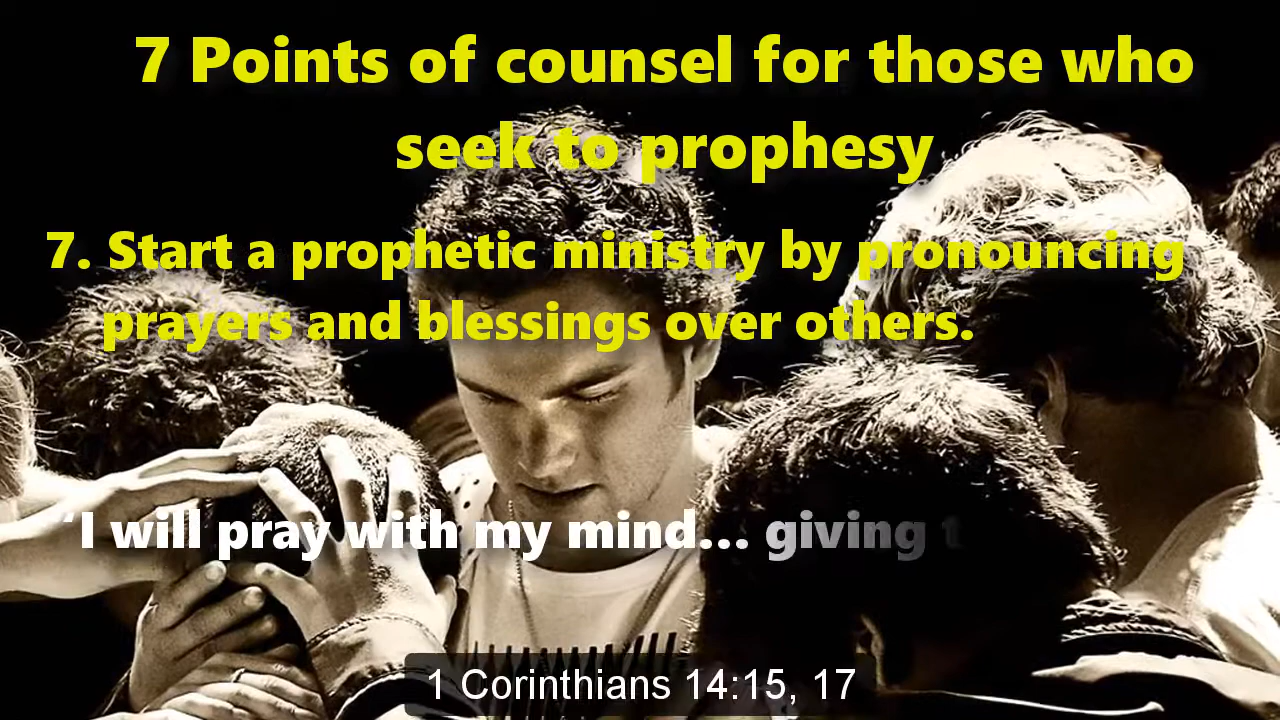 7 Points of counsel for those who
seek to prophesy
7. Start a prophetic ministry by pronouncing
prayers and blessings over others.
‘I will pray with my mind... giving
1 Corinthians 14:15, 17